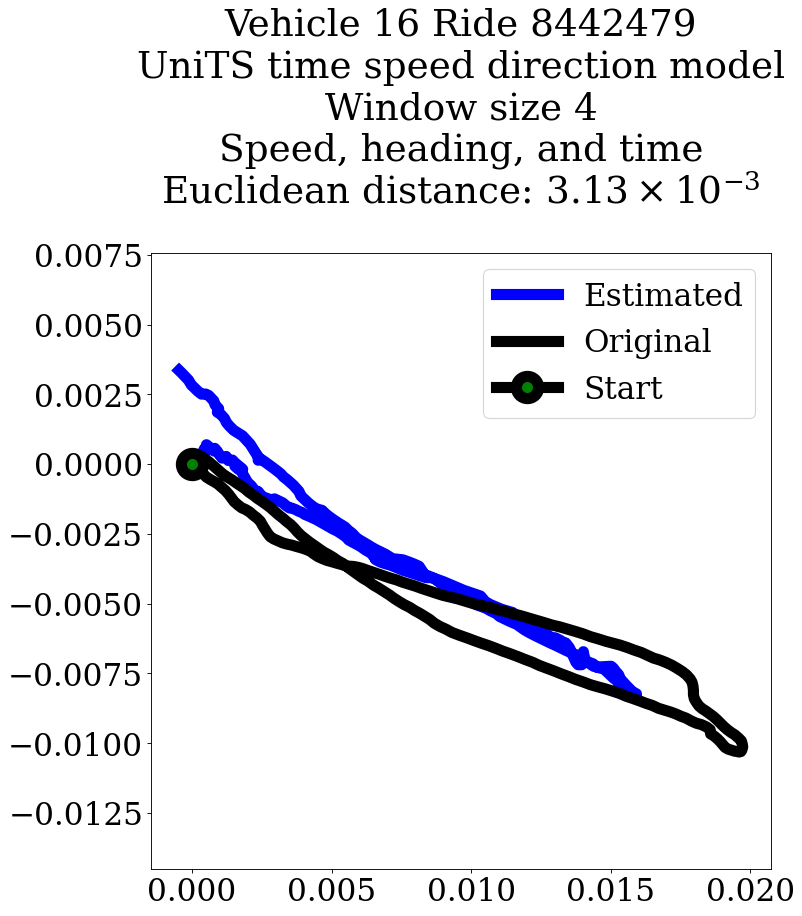 Vehicle 16 Ride 8442479
UniTS time speed direction model
Window size 4
Speed, heading, and time
Euclidean distance: 3.13 × 10⁻³
0.0075
0.0050
0.0025
0.0000
−0.0025
−0.0050
−0.0075
−0.0100
−0.0125
Estimated
Original
Start
0.000 0.005 0.010 0.015 0.020